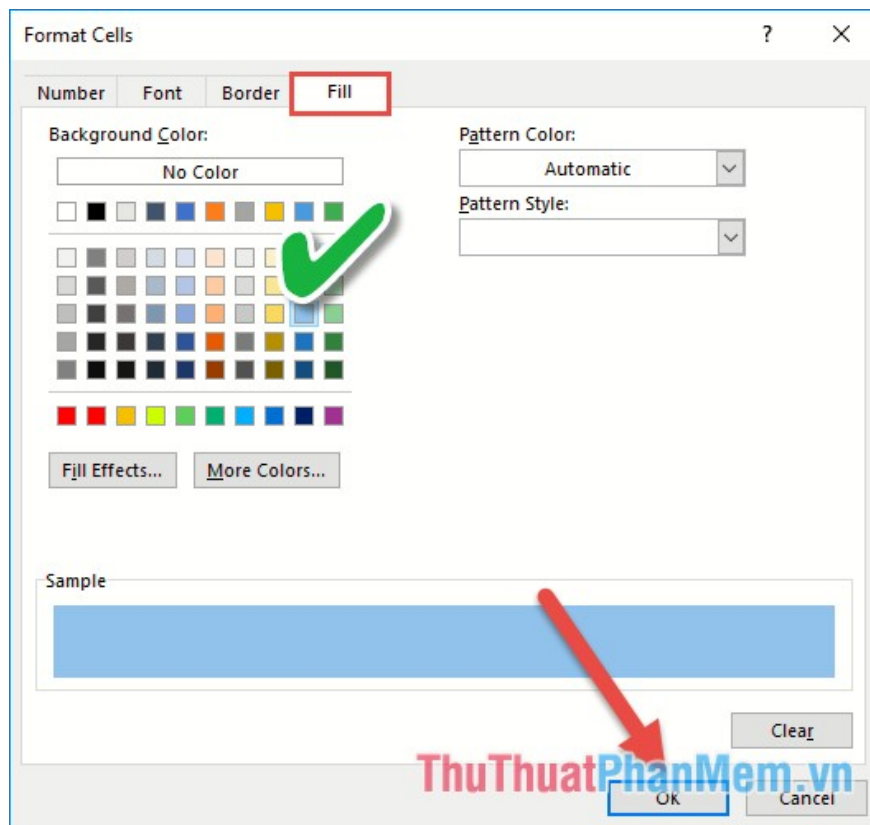 Format Cells
?
Number Font Border Fill
Background Color:
No Color
Pattern Color:
Automatic
Pattern Style:
Fill Effects... More Colors...
Sample
Clear
ThuThuatPhanMem.vn
OK Cancel